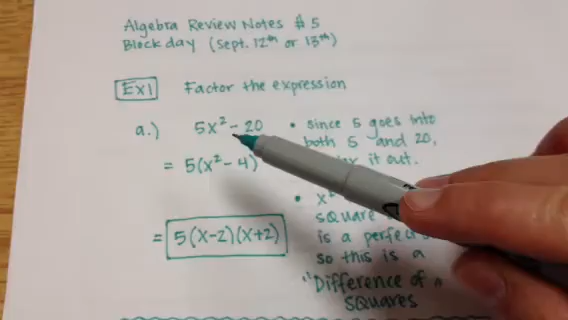 Algebra Review Notes # 5
Block day (Sept. 12th or 13th)
Ex1 Factor the expression
a.) 5x² - 20
= 5(x² - 4)
= 5(x-2)(x+2)
• since 5 goes into
both 5 and 20,
it out.
• x²
square
is a perfect
so this is a
"Difference of
squares